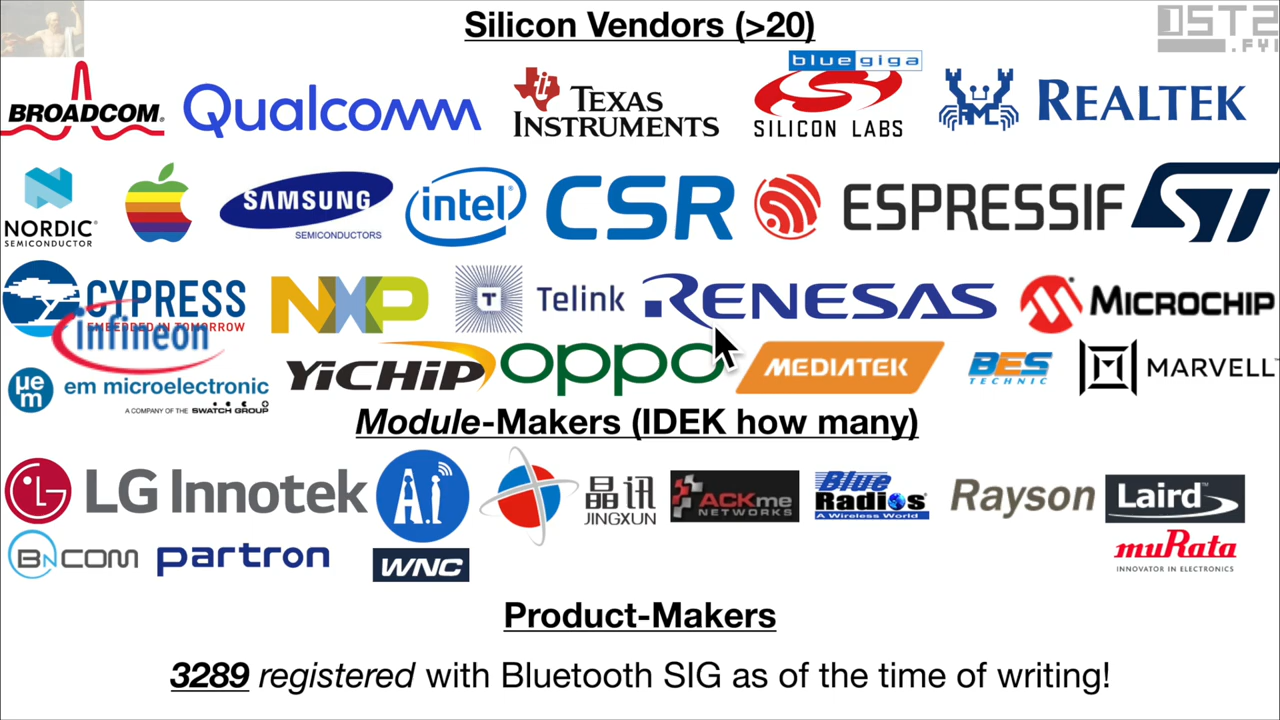 Silicon Vendors (>20)
OST2
.FYI
bluegiga
BROADCOM®
Qualcomm
TEXAS INSTRUMENTS
SILICON LABS
REALTEK
NORDIC®
SEMICONDUCTOR
SAMSUNG
SEMICONDUCTORS
intel®
CSR
ESPRESSIF
ST
CYPRESS
EMBEDDED IN TOMORROW
infineon
NXP
T
Telink
RENESAS
MICROCHIP
µem
em microelectronic
A COMPANY OF THE SWATCH GROUP
YiCHiP
oppo
MEDIATEK
BES
TECHNIC
MARVELL™
Module-Makers (IDEK how many)
LG Innotek
A.i
晶讯
JINGXUN
ACKme
NETWORKS
Blue
Radios®
A Wireless World
Rayson
Laird™
BNCOM
partron
WNC
muRata
INNOVATOR IN ELECTRONICS
Product-Makers
3289 registered with Bluetooth SIG as of the time of writing!